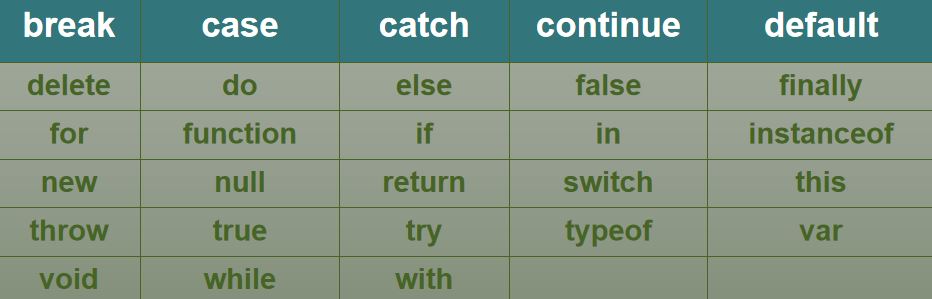 break case catch continue default
delete do else false finally
for function if in instanceof
new null return switch this
throw true try typeof var
void while with